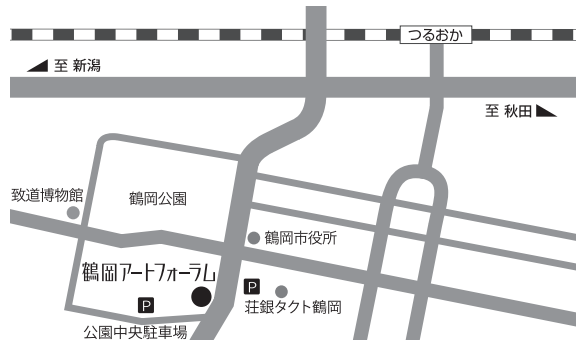 つるおか
至 新潟
至 秋田
致道博物館
鶴岡公園
鶴岡市役所
鶴岡アートフォーラム
P
P
荘銀タクト鶴岡
公園中央駐車場